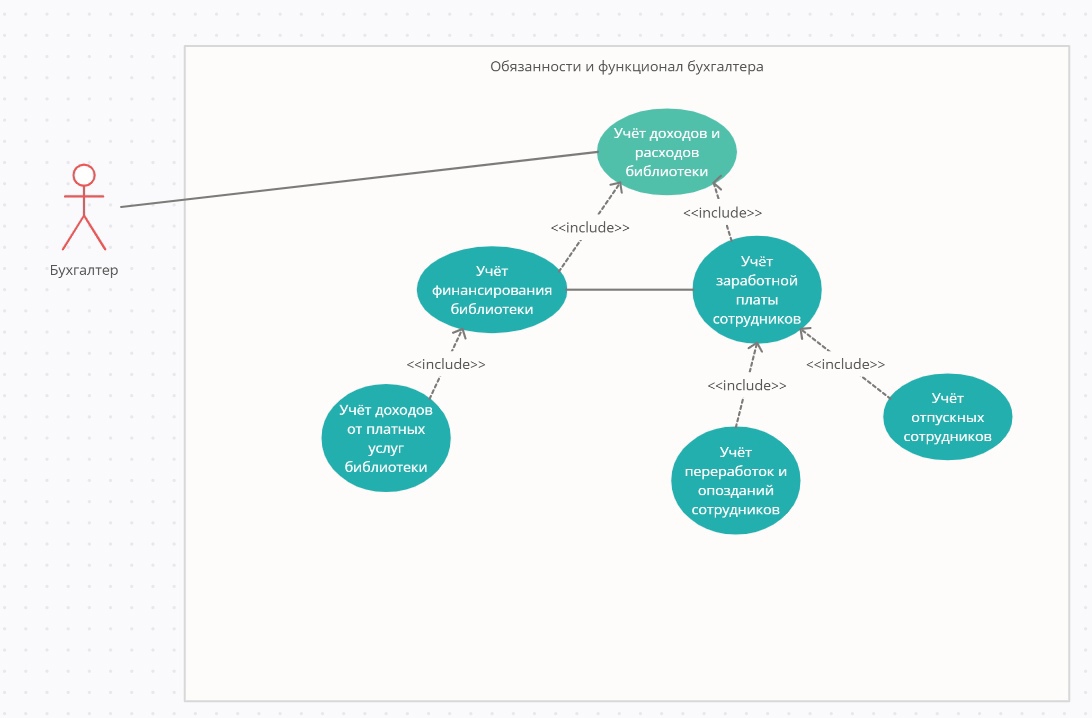 Обязанности и функционал бухгалтера
Учёт доходов и
расходов
библиотеки
<<include>>
<<include>>
Бухгалтер
Учёт
финансирования
библиотеки
Учёт
заработной
платы
сотрудников
<<include>>
<<include>>
<<include>>
Учёт доходов
от платных
услуг
библиотеки
Учёт
переработок и
опозданий
сотрудников
Учёт
отпускных
сотрудников